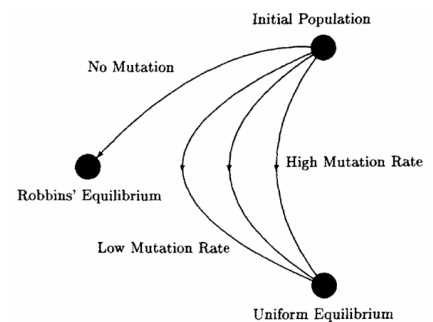 Initial Population
No Mutation
High Mutation Rate
Robbins' Equilibrium
Low Mutation Rate
Uniform Equilibrium